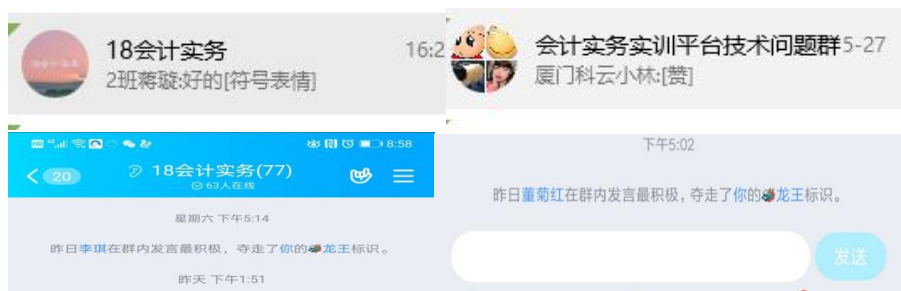 18会计实务
16:2
2班蒋璇:好的[符号表情]
会计实务实训平台技术问题群
5-27
厦门科云小林:[赞]
8:58
20
18会计实务(77)
63人在线
星期六 下午5:14
昨日李琪在群内发言最积极，夺走了你的龙王标识。
昨天 下午1:51
下午5:02
昨日董菊红在群内发言最积极，夺走了你的龙王标识。
发送